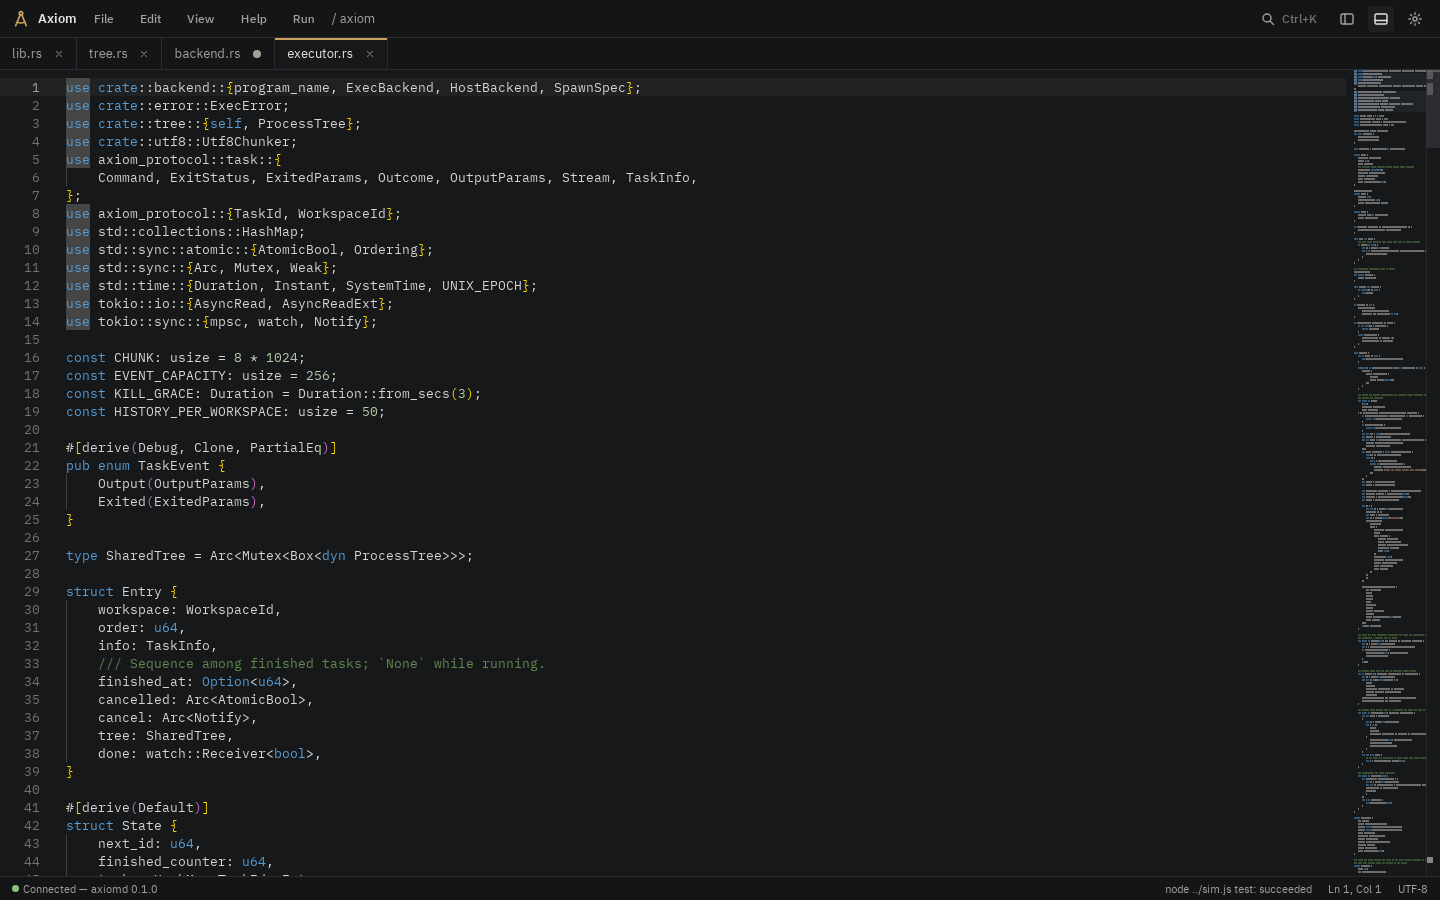 Axiom File Edit View Help Run / axiom Ctrl+K
lib.rs × tree.rs × backend.rs executor.rs ×
1 use crate::backend::{program_name, ExecBackend, HostBackend, SpawnSpec};
2 use crate::error::ExecError;
3 use crate::tree::{self, ProcessTree};
4 use crate::utf8::Utf8Chunker;
5 use axiom_protocol::task::{
6 Command, ExitStatus, ExitedParams, Outcome, OutputParams, Stream, TaskInfo,
7 };
8 use axiom_protocol::{TaskId, WorkspaceId};
9 use std::collections::HashMap;
10 use std::sync::atomic::{AtomicBool, Ordering};
11 use std::sync::{Arc, Mutex, Weak};
12 use std::time::{Duration, Instant, SystemTime, UNIX_EPOCH};
13 use tokio::io::{AsyncRead, AsyncReadExt};
14 use tokio::sync::{mpsc, watch, Notify};
15
16 const CHUNK: usize = 8 * 1024;
17 const EVENT_CAPACITY: usize = 256;
18 const KILL_GRACE: Duration = Duration::from_secs(3);
19 const HISTORY_PER_WORKSPACE: usize = 50;
20
21 #[derive(Debug, Clone, PartialEq)]
22 pub enum TaskEvent {
23 Output(OutputParams),
24 Exited(ExitedParams),
25 }
26
27 type SharedTree = Arc<Mutex<Box<dyn ProcessTree>>>;
28
29 struct Entry {
30 workspace: WorkspaceId,
31 order: u64,
32 info: TaskInfo,
33 /// Sequence among finished tasks; `None` while running.
34 finished_at: Option<u64>,
35 cancelled: Arc<AtomicBool>,
36 cancel: Arc<Notify>,
37 tree: SharedTree,
38 done: watch::Receiver<bool>,
39 }
40
41 #[derive(Default)]
42 struct State {
43 next_id: u64,
44 finished_counter: u64,
Connected — axiomd 0.1.0 node ../sim.js test: succeeded Ln 1, Col 1 UTF-8